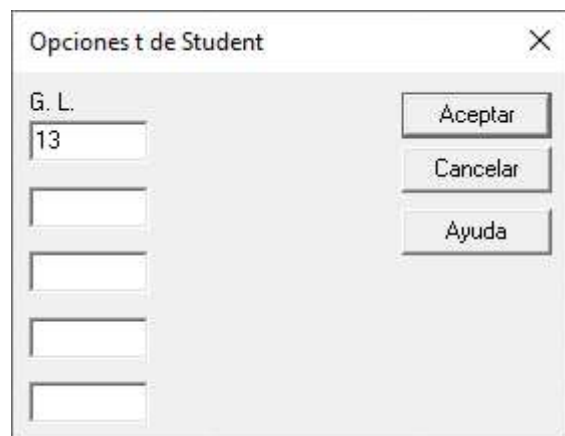 Opciones t de Student
G. L.
13
Aceptar
Cancelar
Ayuda